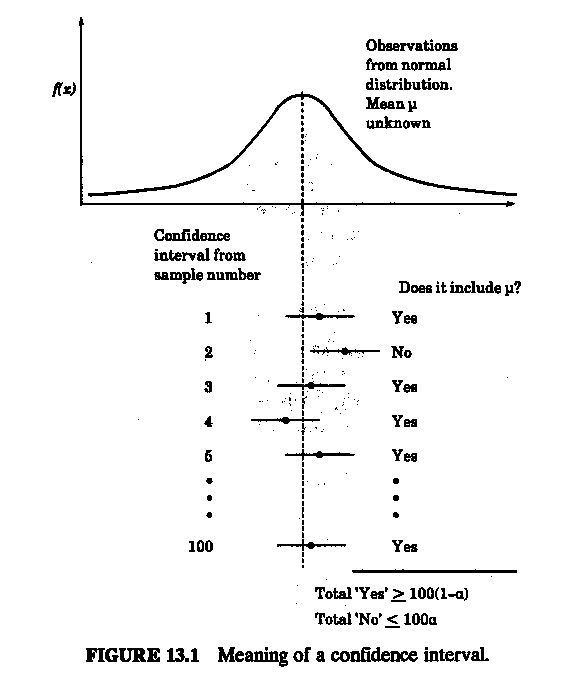 Observations
from normal
distribution.
Mean μ
unknown
f(x)
Confidence
interval from
sample number
Does it include μ?
1 Yes
2 No
3 Yes
4 Yes
5 Yes
100 Yes
Total 'Yes' ≥ 100(1–α)
Total 'No' ≤ 100α
FIGURE 13.1 Meaning of a confidence interval.